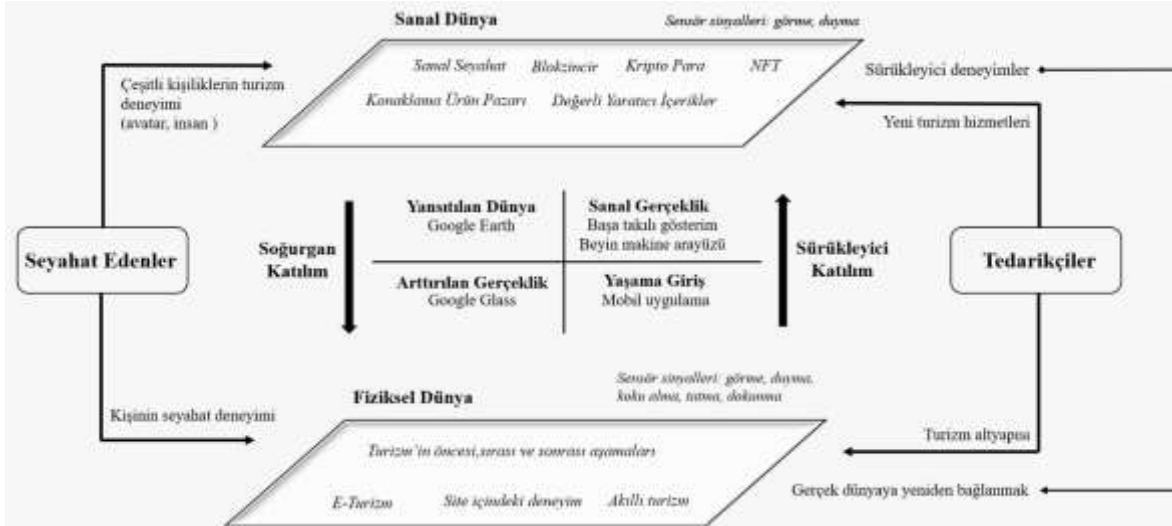 Sanal Dünya
Sensör sinyalleri: görme, duyma
Sanal Seyahat Blokzincir Kripto Para NFT
Konaklama Ürün Pazarı Değerli Yaratıcı İçerikler
Çeşitli kişiliklerin turizm
deneyimi
(avatar, insan )
Sürükleyici deneyimler
Yeni turizm hizmetleri
Seyahat Edenler
Soğurgan
Katılım
Yansıtılan Dünya
Google Earth
Sanal Gerçeklik
Başa takılı gösterim
Beyin makine arayüzü
Arttırılan Gerçeklik
Google Glass
Yaşama Giriş
Mobil uygulama
Sürükleyici
Katılım
Tedarikçiler
Kişinin seyahat deneyimi
Fiziksel Dünya
Sensör sinyalleri: görme, duyma,
koku alma, tatma, dokunma
Turizm'in öncesi,sırası ve sonrası aşamaları
E-Turizm Site içindeki deneyim Akıllı turizm
Turizm altyapısı
Gerçek dünyaya yeniden bağlanmak